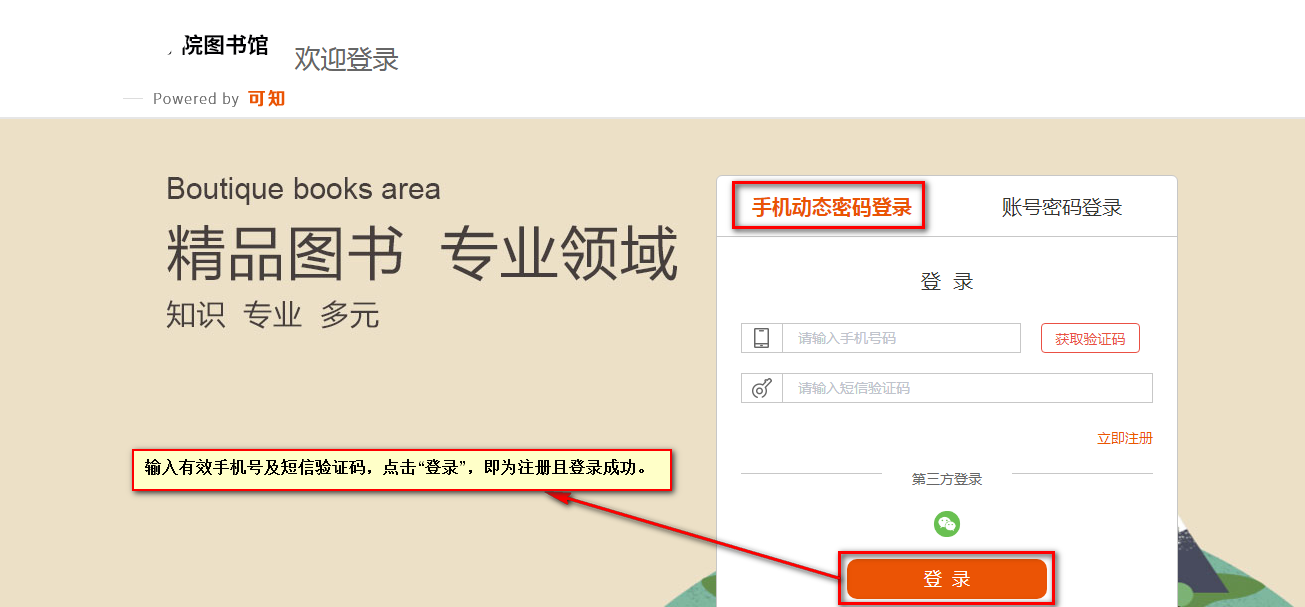 院图书馆
欢迎登录
Powered by 可知
Boutique books area
精品图书 专业领域
知识 专业 多元
手机动态密码登录
账号密码登录
登 录
请输入手机号码
获取验证码
请输入短信验证码
立即注册
第三方登录
输入有效手机号及短信验证码，点击“登录”，即为注册且登录成功。
登 录